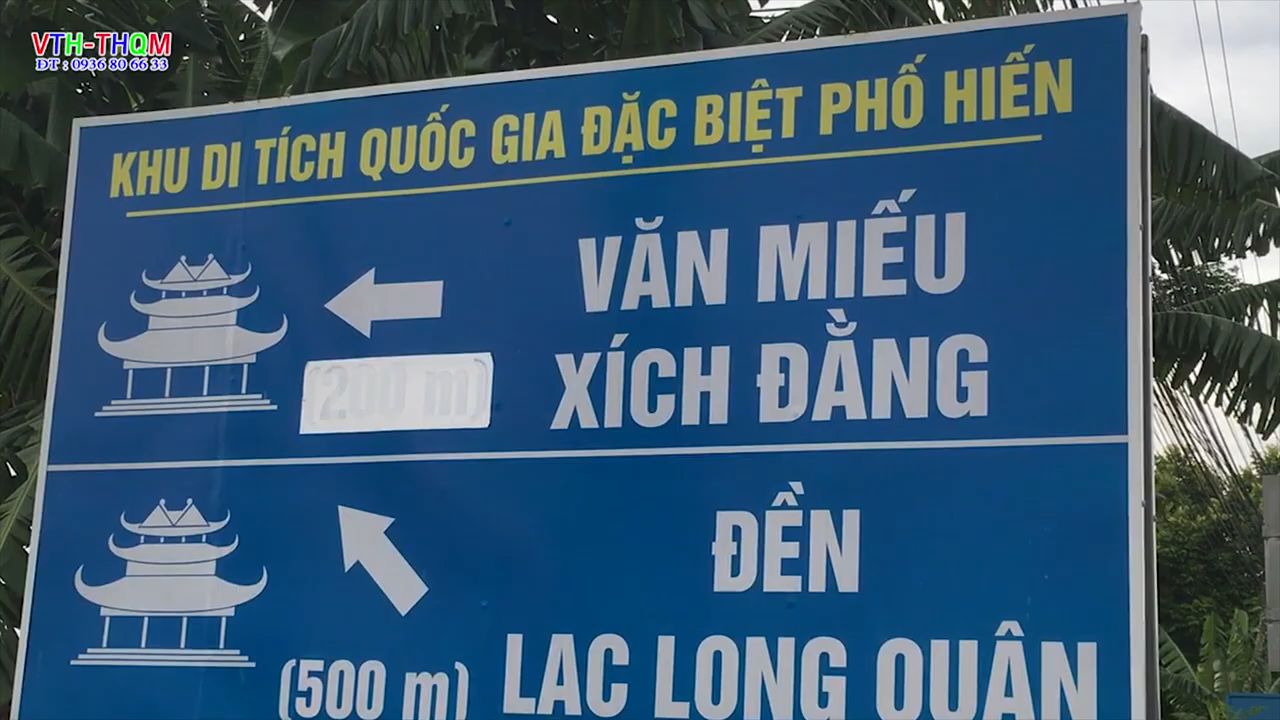 VTH-THQM
ĐT : 0936 80 66 33
KHU DI TÍCH QUỐC GIA ĐẶC BIỆT PHỐ HIẾN
VĂN MIẾU
XÍCH ĐẰNG
(200 m)
ĐỀN
LẠC LONG QUÂN
(500 m)